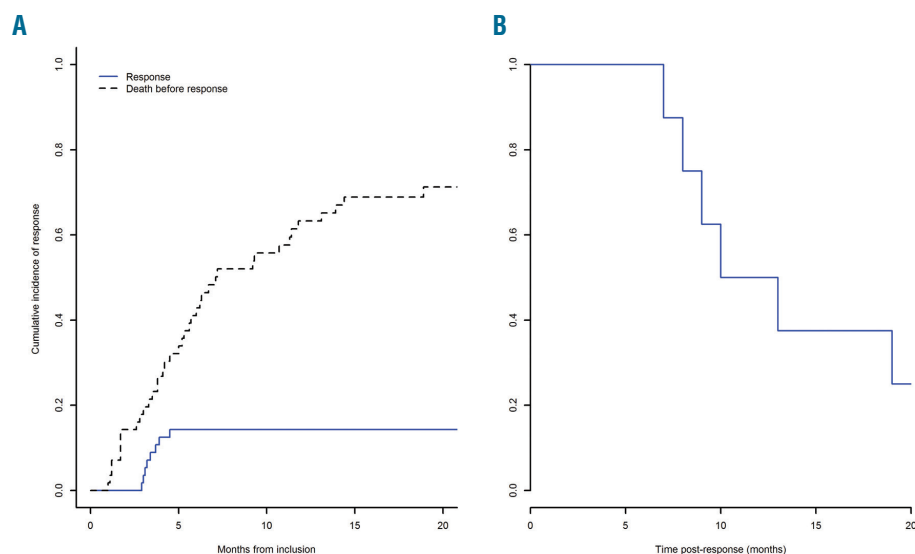 A
Cumulative incidence of response
1.0
0.8
0.6
0.4
0.2
0.0
Response
Death before response
0 5 10 15 20
Months from inclusion
B
1.0
0.8
0.6
0.4
0.2
0.0
0 5 10 15 20
Time post-response (months)